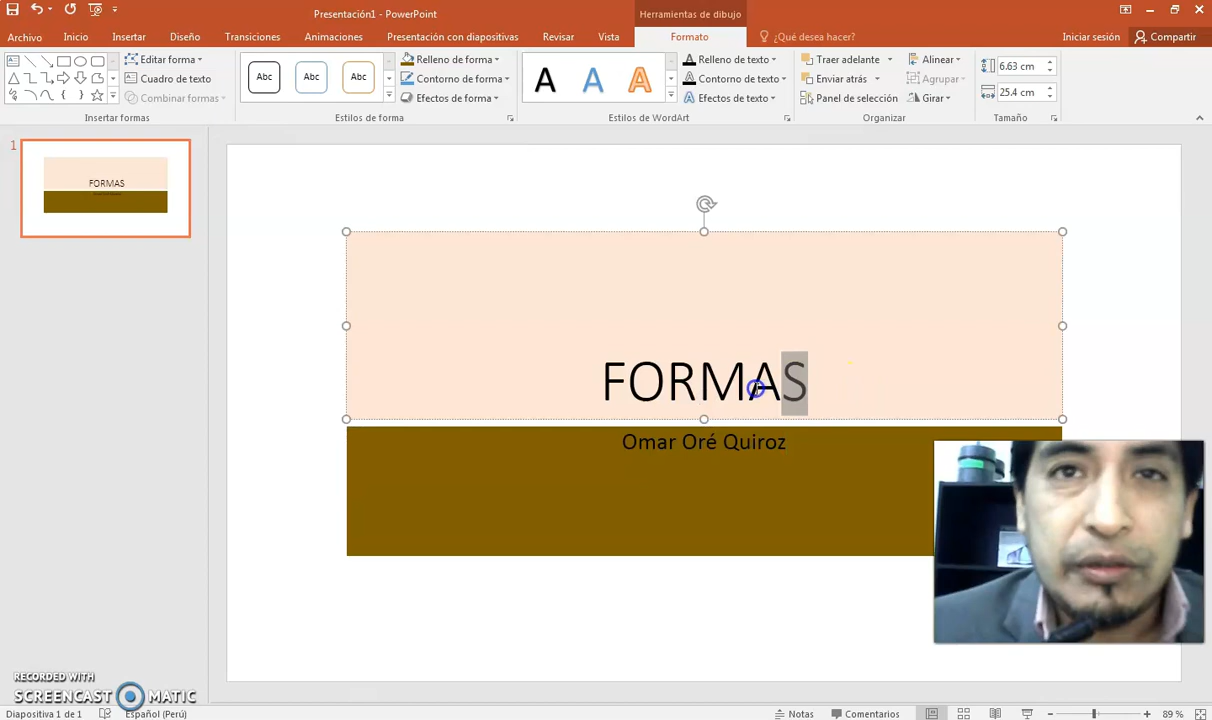 Presentación1 - PowerPoint
Herramientas de dibujo
Archivo Inicio Insertar Diseño Transiciones Animaciones Presentación con diapositivas Revisar Vista Formato ¿Qué desea hacer? Iniciar sesión Compartir
Editar forma
Cuadro de texto
Combinar formas
Insertar formas
Abc Abc Abc
Relleno de forma
Contorno de forma
Efectos de forma
Estilos de forma
A A A
Relleno de texto
Contorno de texto
Efectos de texto
Estilos de WordArt
Traer adelante
Enviar atrás
Panel de selección
Alinear
Agrupar
Girar
Organizar
6.63 cm
25.4 cm
Tamaño
1
FORMAS
FORMAS
Omar Oré Quiroz
RECORDED WITH
SCREENCAST MATIC
Diapositiva 1 de 1 Español (Perú) Notas Comentarios 89 %